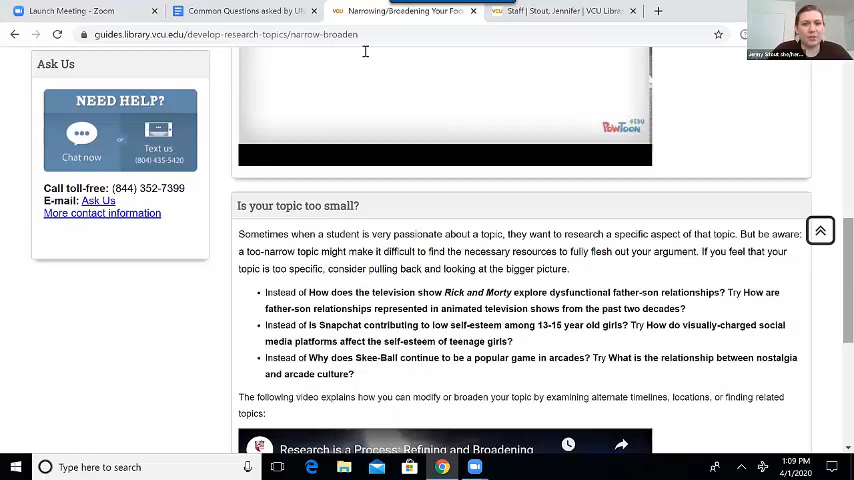 Launch Meeting - Zoom
Common Questions asked by Un
VCU Narrowing/Broadening Your Foc
VCU Staff | Stout, Jennifer | VCU Librar
guides.library.vcu.edu/develop-research-topics/narrow-broaden
Jenny Stout she/her...
Ask Us
NEED HELP?
Chat now
or
Text us
(804) 435-5420
Call toll-free: (844) 352-7399
E-mail: Ask Us
More contact information
POWTOON
EDU
Is your topic too small?
Sometimes when a student is very passionate about a topic, they want to research a specific aspect of that topic. But be aware:
a too-narrow topic might make it difficult to find the necessary resources to fully flesh out your argument. If you feel that your
topic is too specific, consider pulling back and looking at the bigger picture.
Instead of How does the television show Rick and Morty explore dysfunctional father-son relationships? Try How are
father-son relationships represented in animated television shows from the past two decades?
Instead of Is Snapchat contributing to low self-esteem among 13-15 year old girls? Try How do visually-charged social
media platforms affect the self-esteem of teenage girls?
Instead of Why does Skee-Ball continue to be a popular game in arcades? Try What is the relationship between nostalgia
and arcade culture?
The following video explains how you can modify or broaden your topic by examining alternate timelines, locations, or finding related
topics:
Research is a Process: Refining and Broadening
Type here to search
1:09 PM
4/1/2020